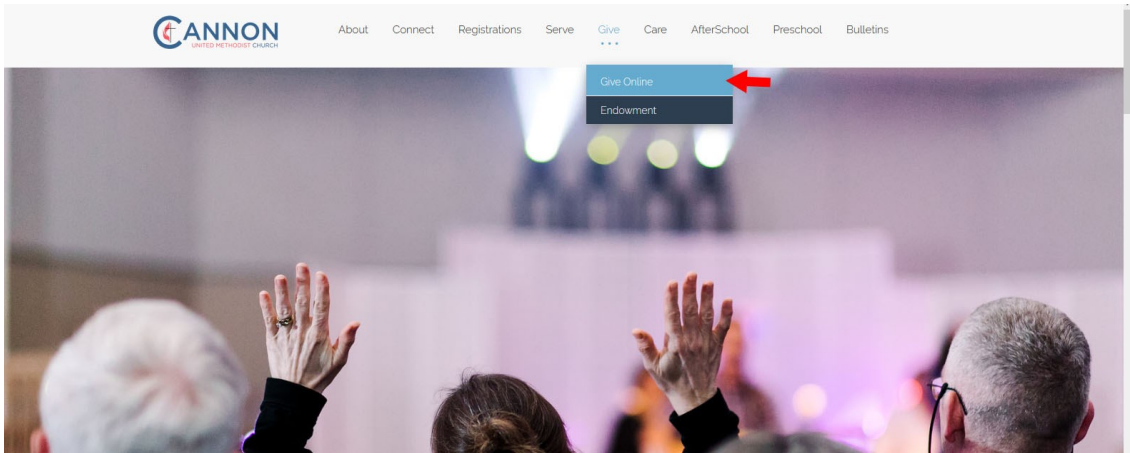 CANNON
UNITED METHODIST CHURCH
About Connect Registrations Serve Give Care AfterSchool Preschool Bulletins
Give Online
Endowment